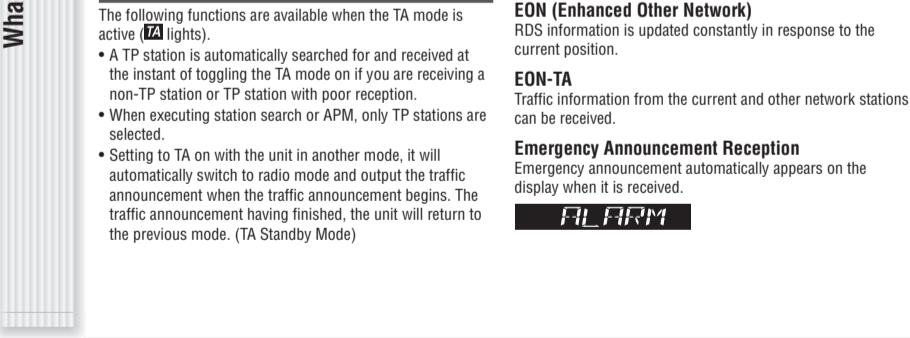 Wha
The following functions are available when the TA mode is
active (TA lights).
• A TP station is automatically searched for and received at
the instant of toggling the TA mode on if you are receiving a
non-TP station or TP station with poor reception.
• When executing station search or APM, only TP stations are
selected.
• Setting to TA on with the unit in another mode, it will
automatically switch to radio mode and output the traffic
announcement when the traffic announcement begins. The
traffic announcement having finished, the unit will return to
the previous mode. (TA Standby Mode)
EON (Enhanced Other Network)
RDS information is updated constantly in response to the
current position.
EON-TA
Traffic information from the current and other network stations
can be received.
Emergency Announcement Reception
Emergency announcement automatically appears on the
display when it is received.
ALARM